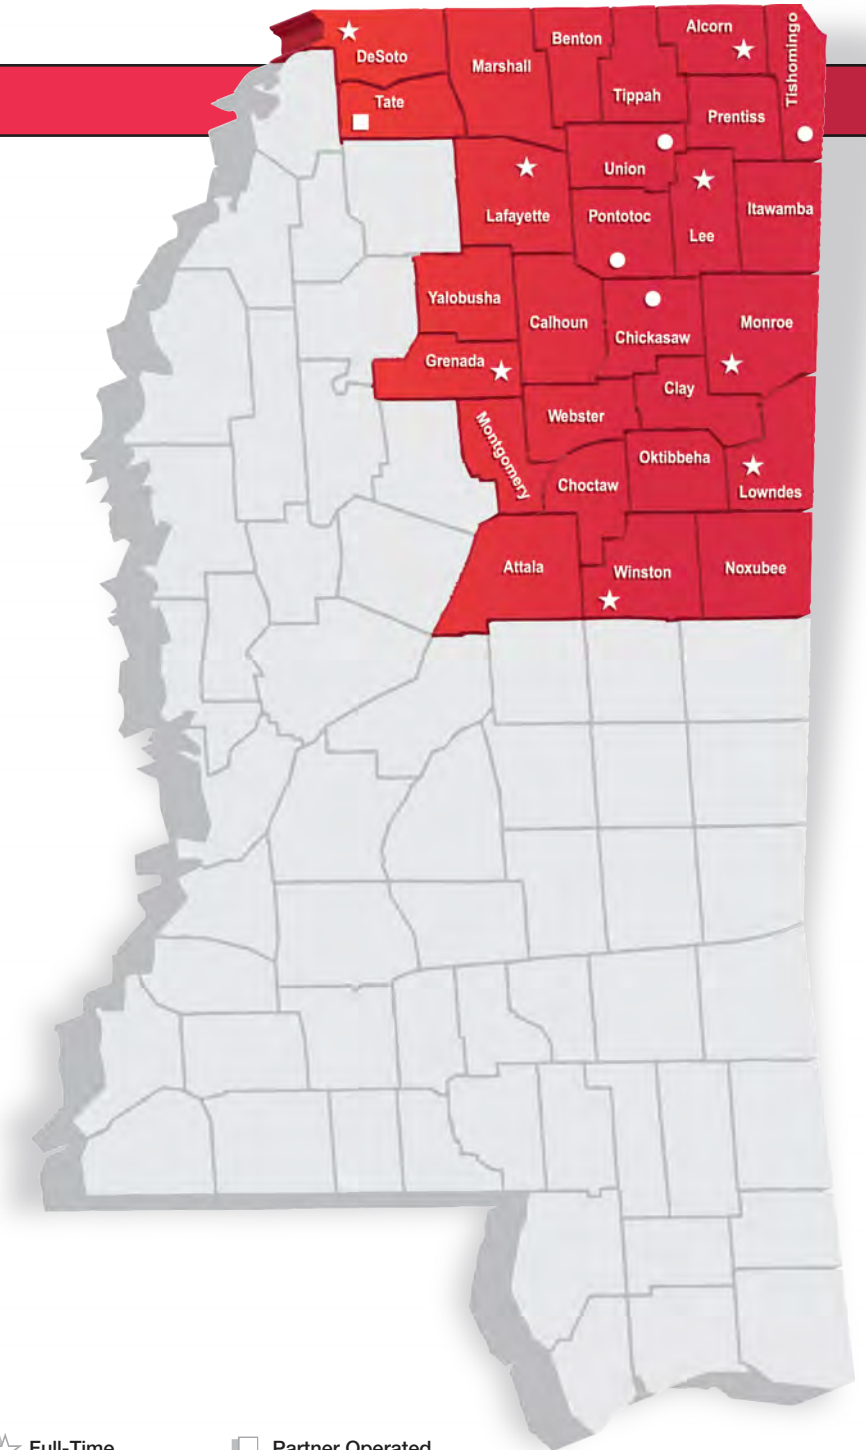 DeSoto
Tate
Marshall
Benton
Tippah
Alcorn
Tishomingo
Prentiss
Union
Lafayette
Pontotoc
Lee
Itawamba
Yalobusha
Calhoun
Chickasaw
Monroe
Grenada
Clay
Montgomery
Webster
Choctaw
Oktibbeha
Lowndes
Attala
Winston
Noxubee
Full-Time
Partner Operated